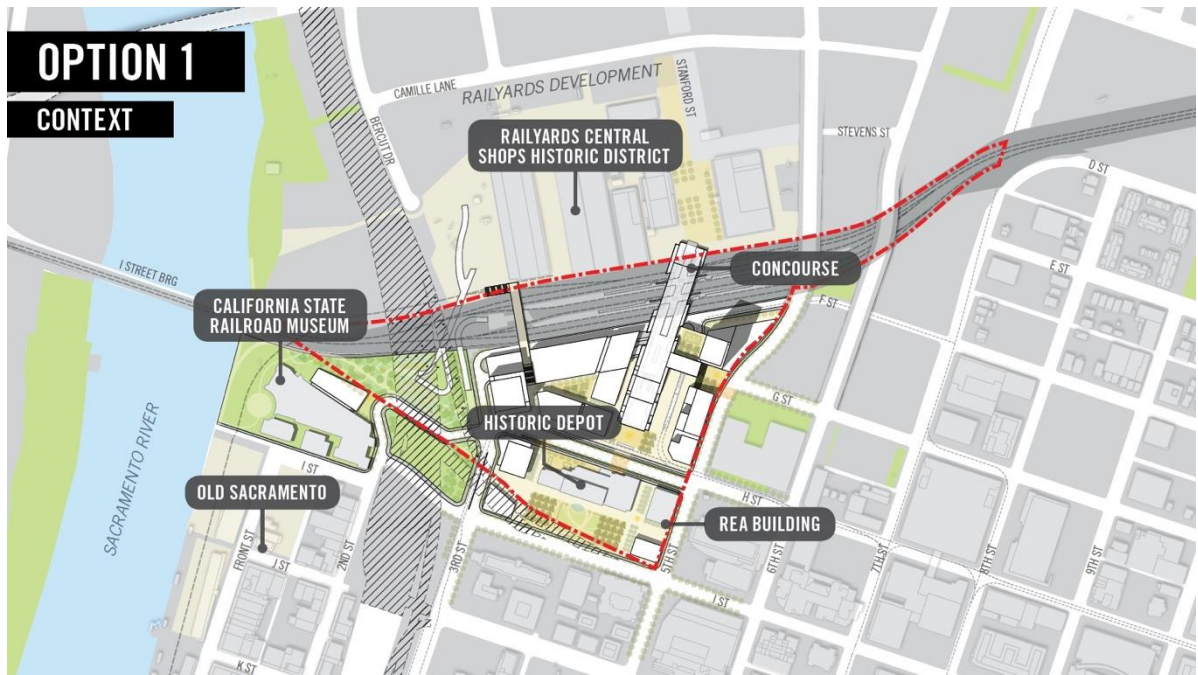 OPTION 1
CONTEXT
CAMILLE LANE
RAILYARDS DEVELOPMENT
STANFORD ST
BERCUT DR
RAILYARDS CENTRAL
SHOPS HISTORIC DISTRICT
STEVENS ST
D ST
E ST
CONCOURSE
F ST
I STREET BRG
CALIFORNIA STATE
RAILROAD MUSEUM
G ST
HISTORIC DEPOT
SACRAMENTO RIVER
I ST
OLD SACRAMENTO
H ST
REA BUILDING
FRONT ST
J ST
2ND ST
3RD ST
5TH ST
6TH ST
7TH ST
8TH ST
9TH ST
I ST
K ST